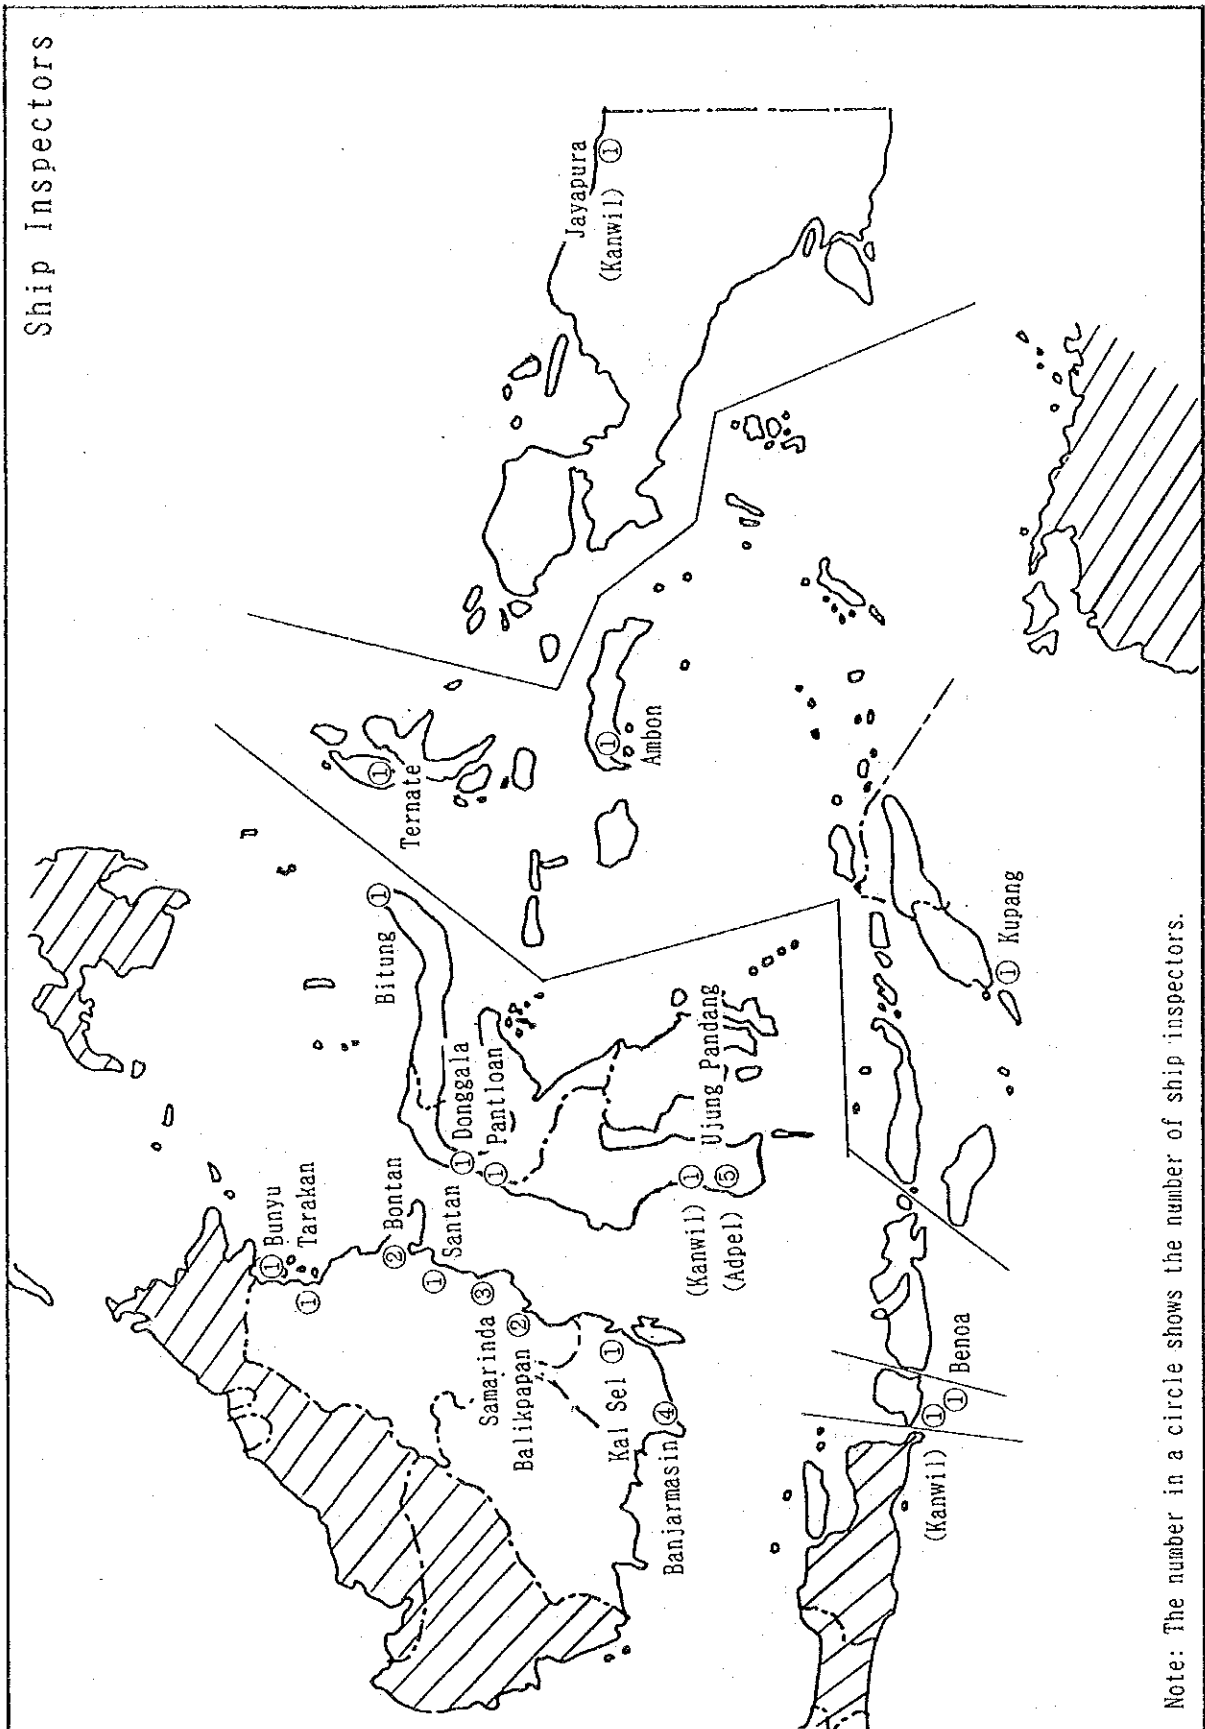 Ship Inspectors
① Bunyu
Tarakan
①
② Bontan
① Santan
Samarinda ③
Balikpapan ②
Kal Sel ①
Banjarmasin ④
Bitung ①
① Donggala
① Pantloan
Ujung Pandang
(Kanwil) ①
(Adpel) ⑤
Ternate ①
① Ambon
Jayapura
(Kanwil) ①
① Kupang
(Kanwil) ①
① Benoa
Note: The number in a circle shows the number of ship inspectors.